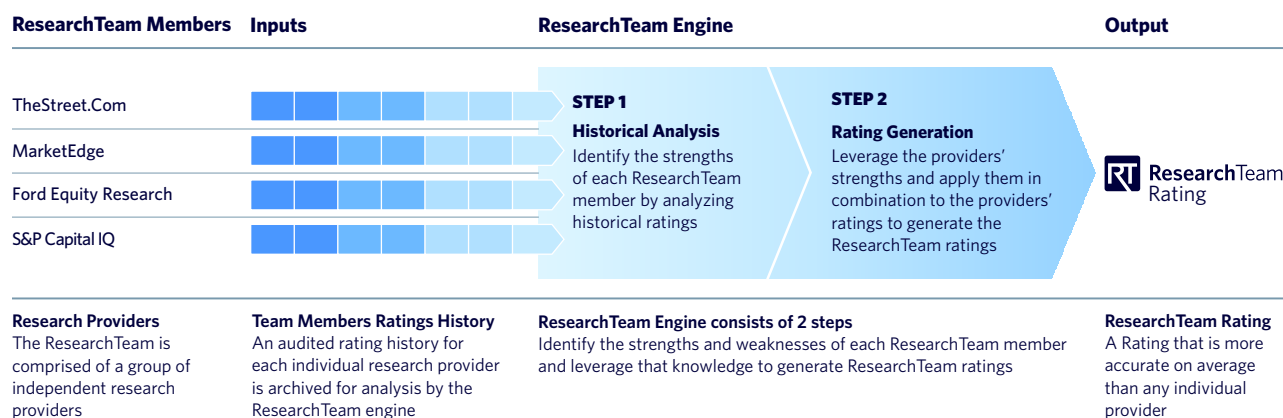 ResearchTeam Members
Inputs
ResearchTeam Engine
Output
TheStreet.Com
MarketEdge
Ford Equity Research
S&P Capital IQ
STEP 1
Historical Analysis
Identify the strengths
of each ResearchTeam
member by analyzing
historical ratings
STEP 2
Rating Generation
Leverage the providers’
strengths and apply them in
combination to the providers’
ratings to generate the
ResearchTeam ratings
RT
ResearchTeam
Rating
Research Providers
The ResearchTeam is
comprised of a group of
independent research
providers
Team Members Ratings History
An audited rating history for
each individual research provider
is archived for analysis by the
ResearchTeam engine
ResearchTeam Engine consists of 2 steps
Identify the strengths and weaknesses of each ResearchTeam member
and leverage that knowledge to generate ResearchTeam ratings
ResearchTeam Rating
A Rating that is more
accurate on average
than any individual
provider